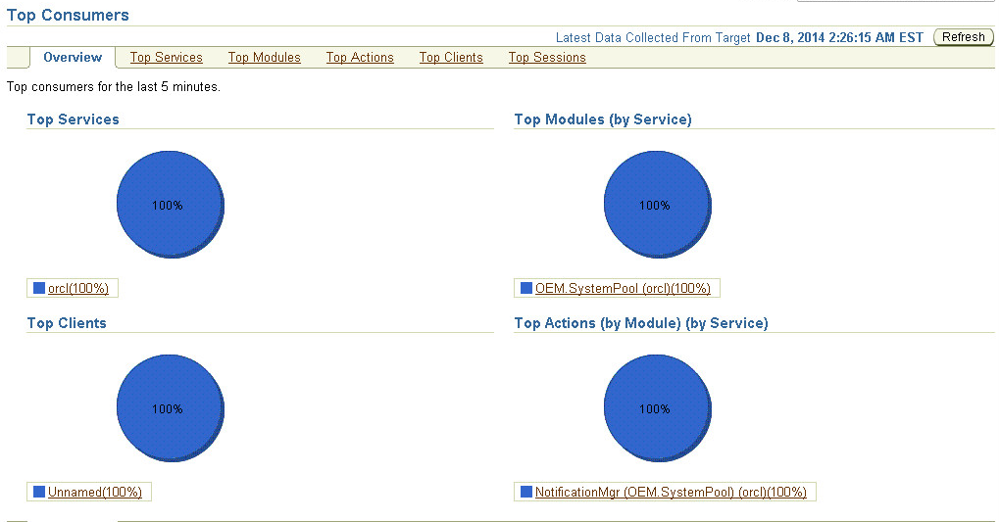 Top Consumers
Latest Data Collected From Target Dec 8, 2014 2:26:15 AM EST Refresh
Overview Top Services Top Modules Top Actions Top Clients Top Sessions
Top consumers for the last 5 minutes.
Top Services
100%
orcl(100%)
Top Modules (by Service)
100%
OEM.SystemPool (orcl)(100%)
Top Clients
100%
Unnamed(100%)
Top Actions (by Module) (by Service)
100%
NotificationMgr (OEM.SystemPool) (orcl)(100%)